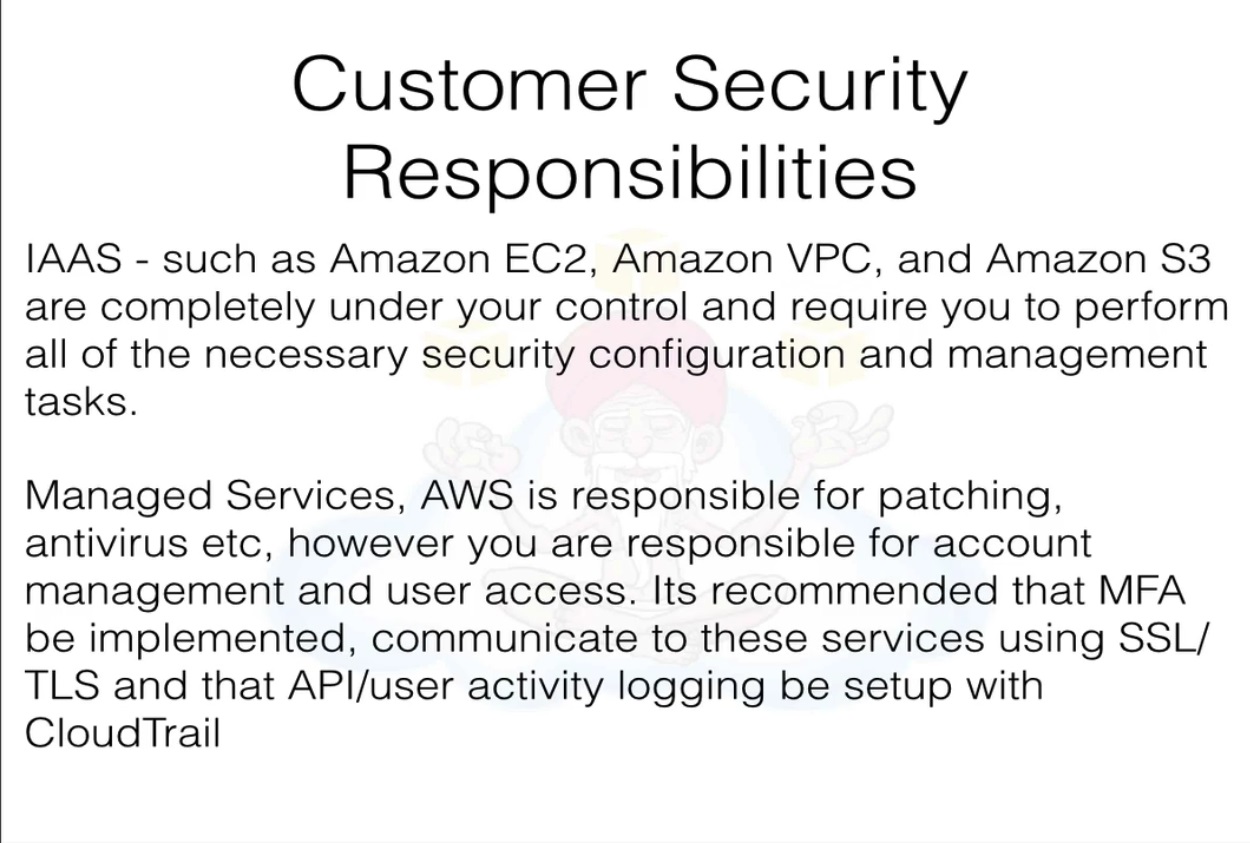 Customer Security
Responsibilities
IAAS - such as Amazon EC2, Amazon VPC, and Amazon S3
are completely under your control and require you to perform
all of the necessary security configuration and management
tasks.
Managed Services, AWS is responsible for patching,
antivirus etc, however you are responsible for account
management and user access. Its recommended that MFA
be implemented, communicate to these services using SSL/
TLS and that API/user activity logging be setup with
CloudTrail